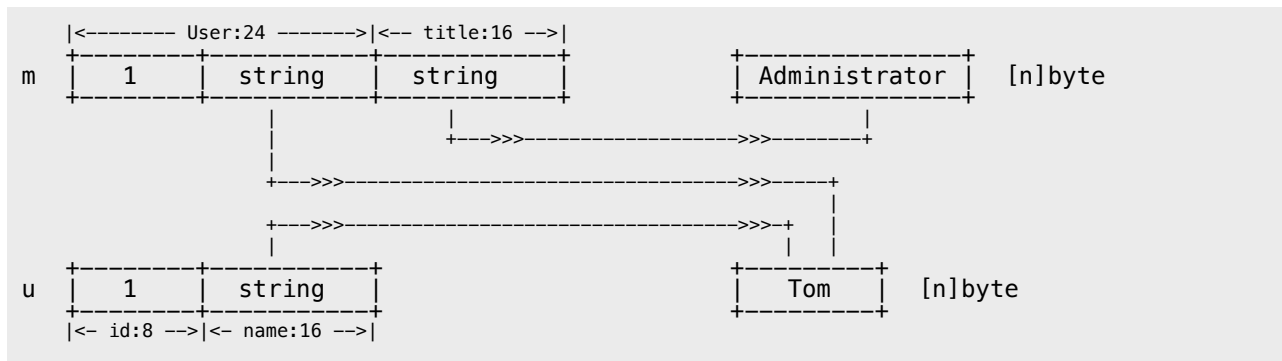 |<-------- User:24 ------->|<-- title:16 -->|
+--------+-----------+------------+ +---------------+
m | 1 | string | string | | Administrator | [n]byte
+--------+-----------+------------+ +---------------+
| | |
| +--->>>------------------->>>--------+
|
+--->>>----------------------------------->>>-----+
|
+--->>>----------------------------------->>>-+ |
| | |
+--------+-----------+ +---------+
u | 1 | string | | Tom | [n]byte
+--------+-----------+ +---------+
|<- id:8 -->|<- name:16 -->|